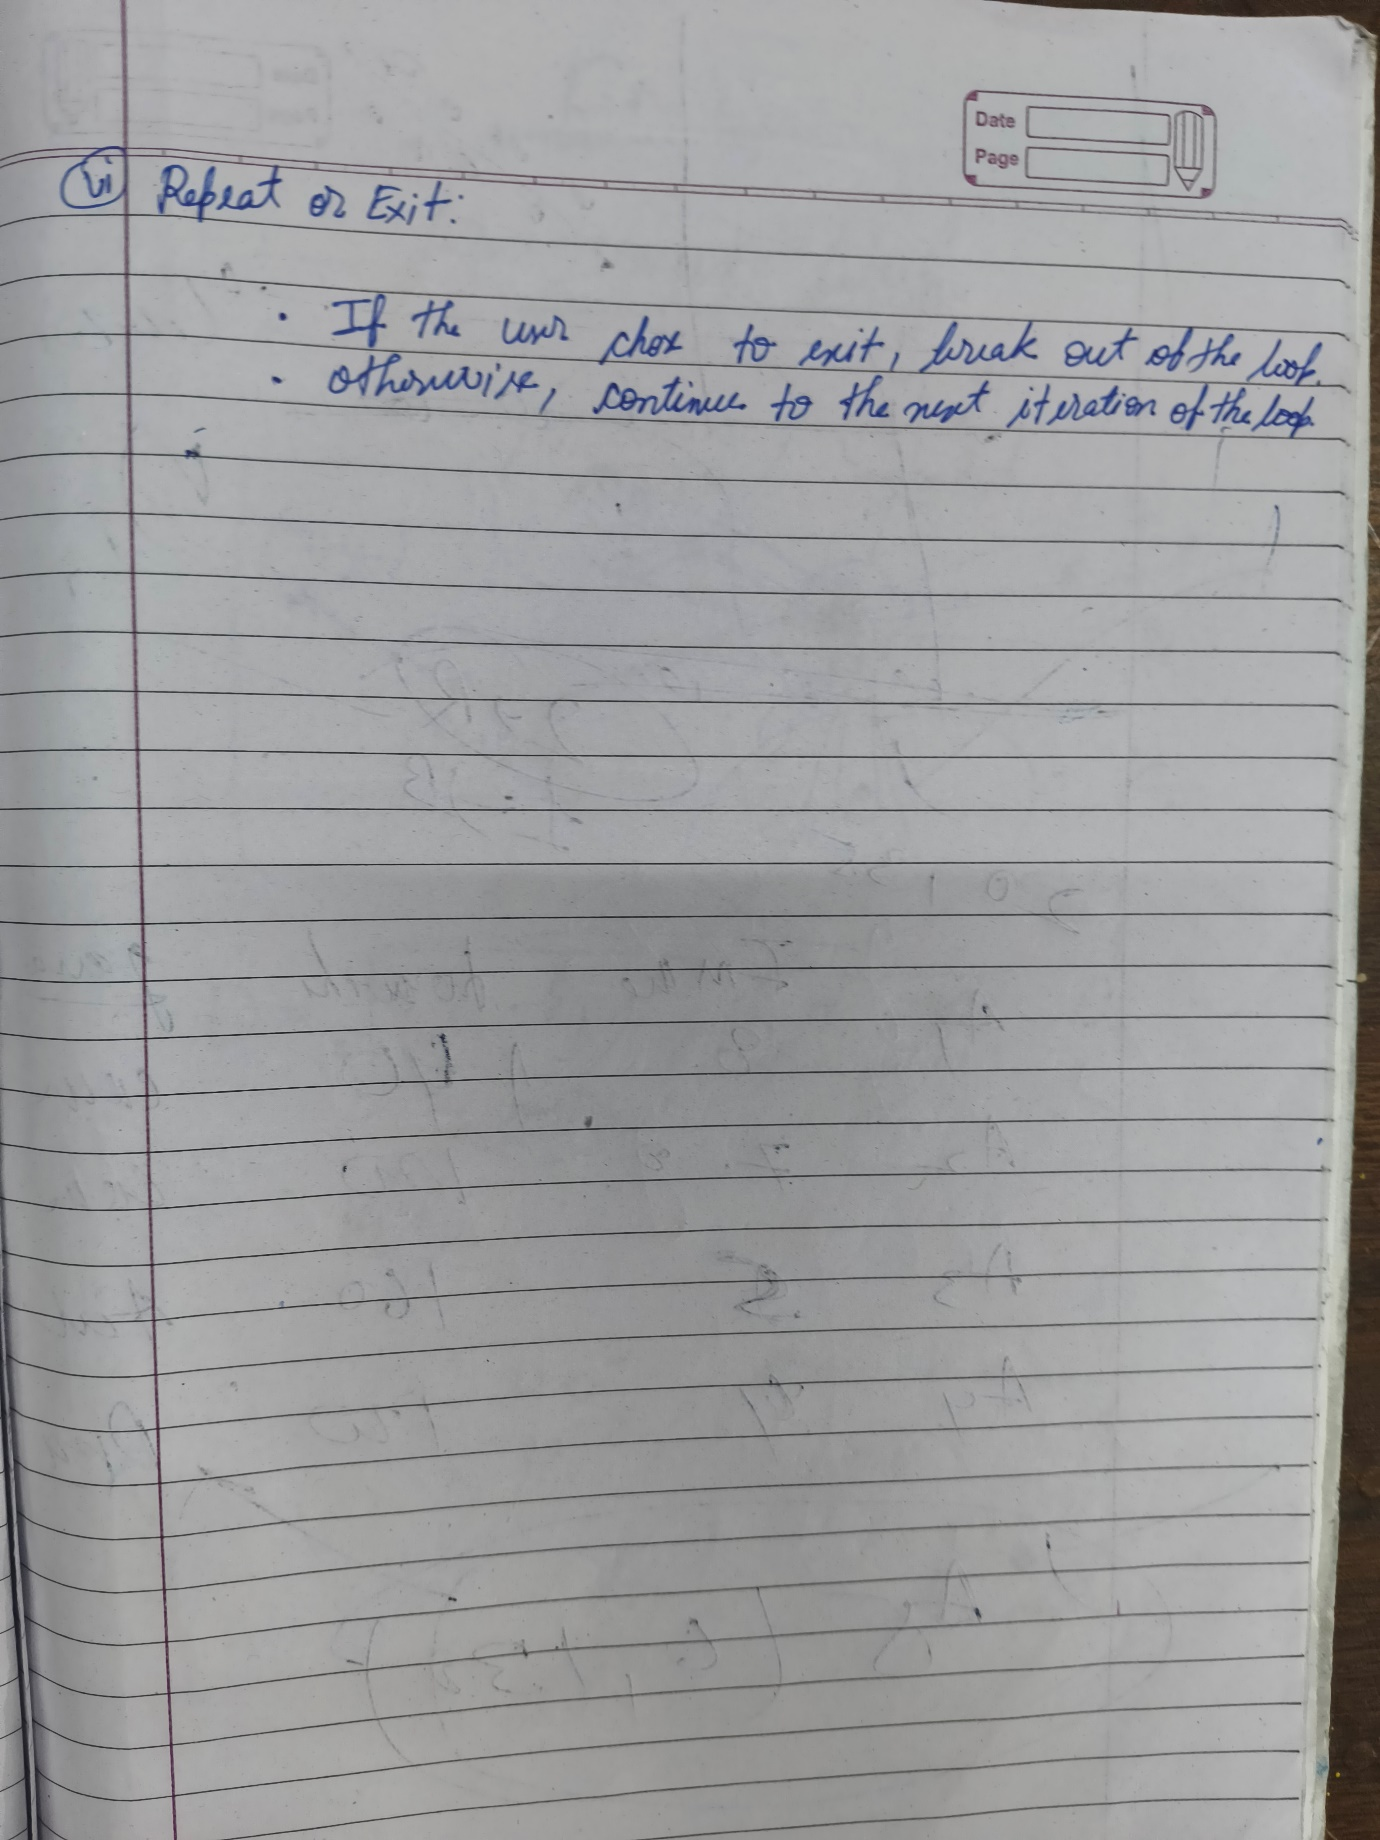 Date
Page
(vi) Repeat or Exit:
· If the user chose to exit, break out of the loop.
· otherwise, continue to the next iteration of the loop.